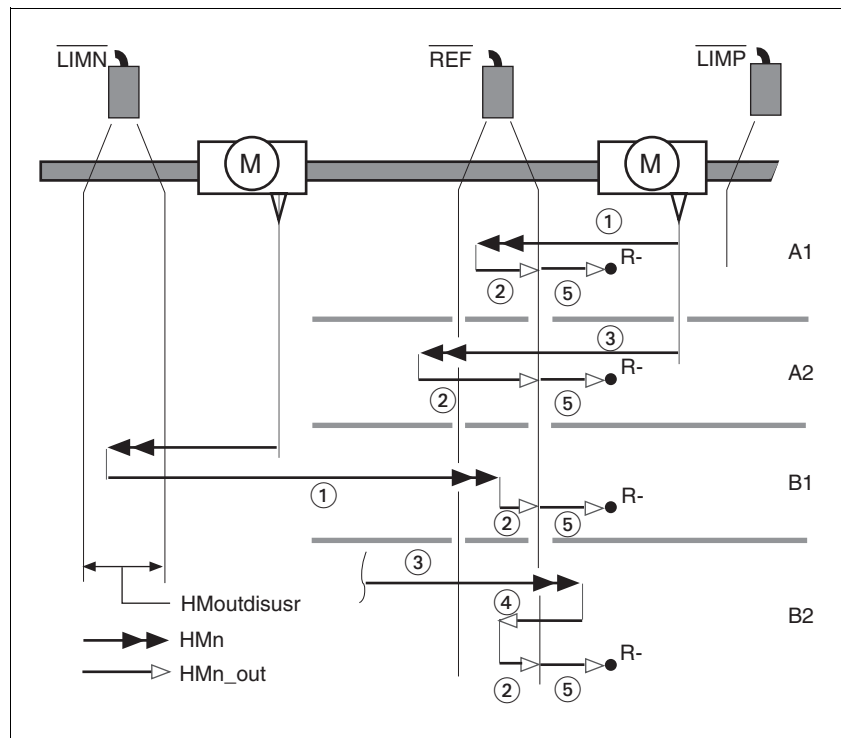 LIMN REF LIMP
M M
①
R- A1
② ⑤
③
R- A2
② ⑤
R- B1
① ② ⑤
③
④
HMoutdisusr B2
HMn
R-
HMn_out
② ⑤